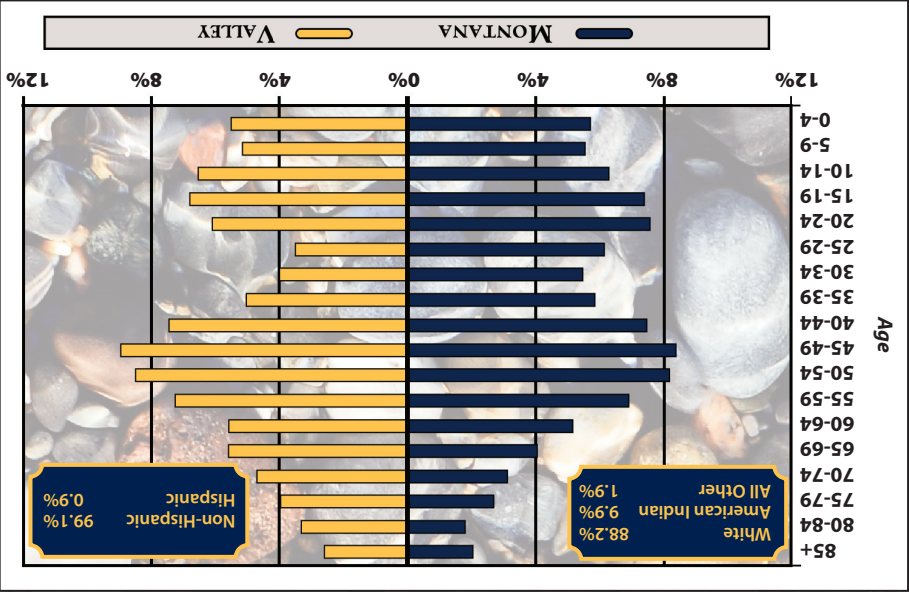 Age
85+
80-84
75-79
70-74
65-69
60-64
55-59
50-54
45-49
40-44
35-39
30-34
25-29
20-24
15-19
10-14
5-9
0-4
White 88.2%
American Indian 9.9%
All Other 1.9%
Non-Hispanic 99.1%
Hispanic 0.9%
12% 8% 4% 0% 4% 8% 12%
MONTANA VALLEY